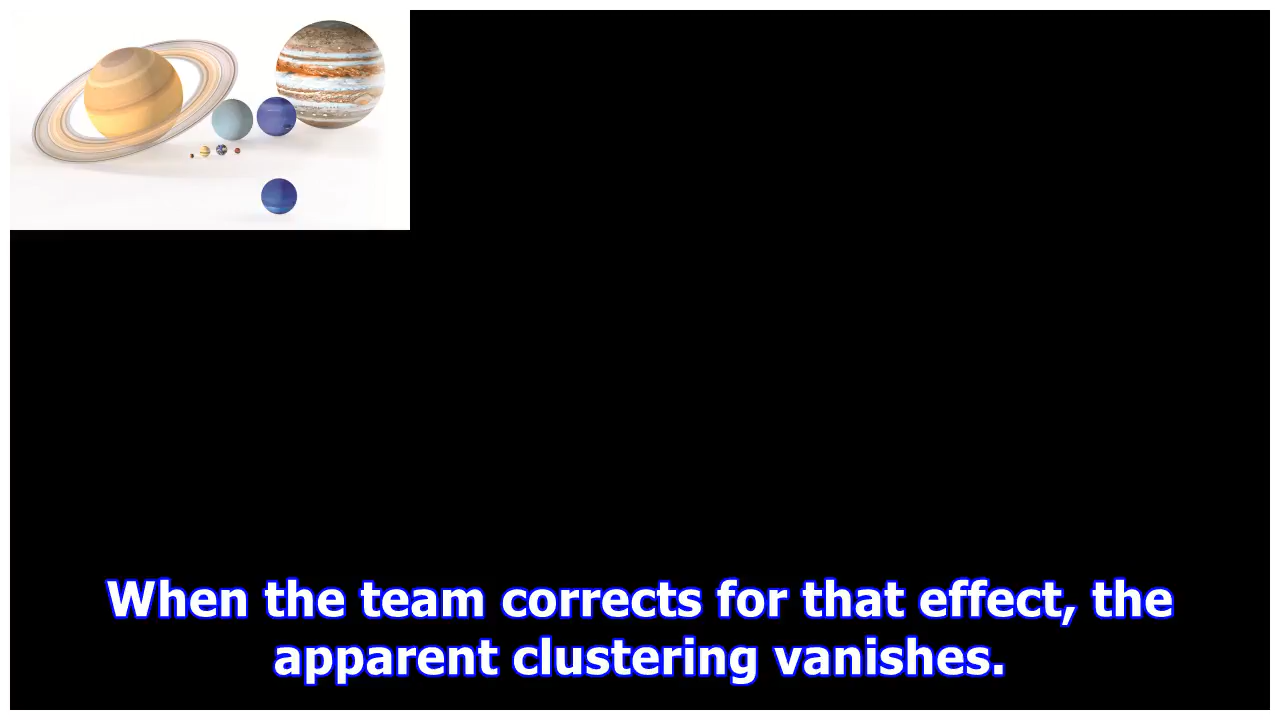 When the team corrects for that effect, the
apparent clustering vanishes.